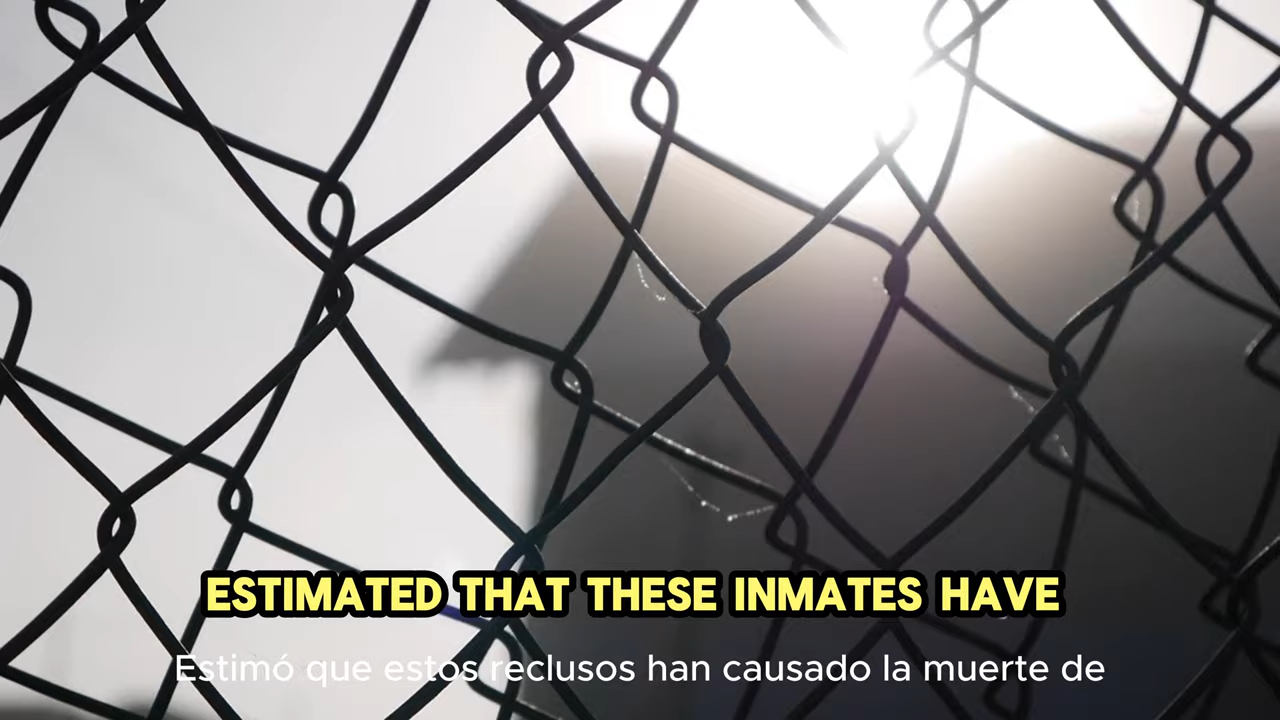 ESTIMATED THAT THESE INMATES HAVE
Estimó que estos reclusos han causado la muerte de